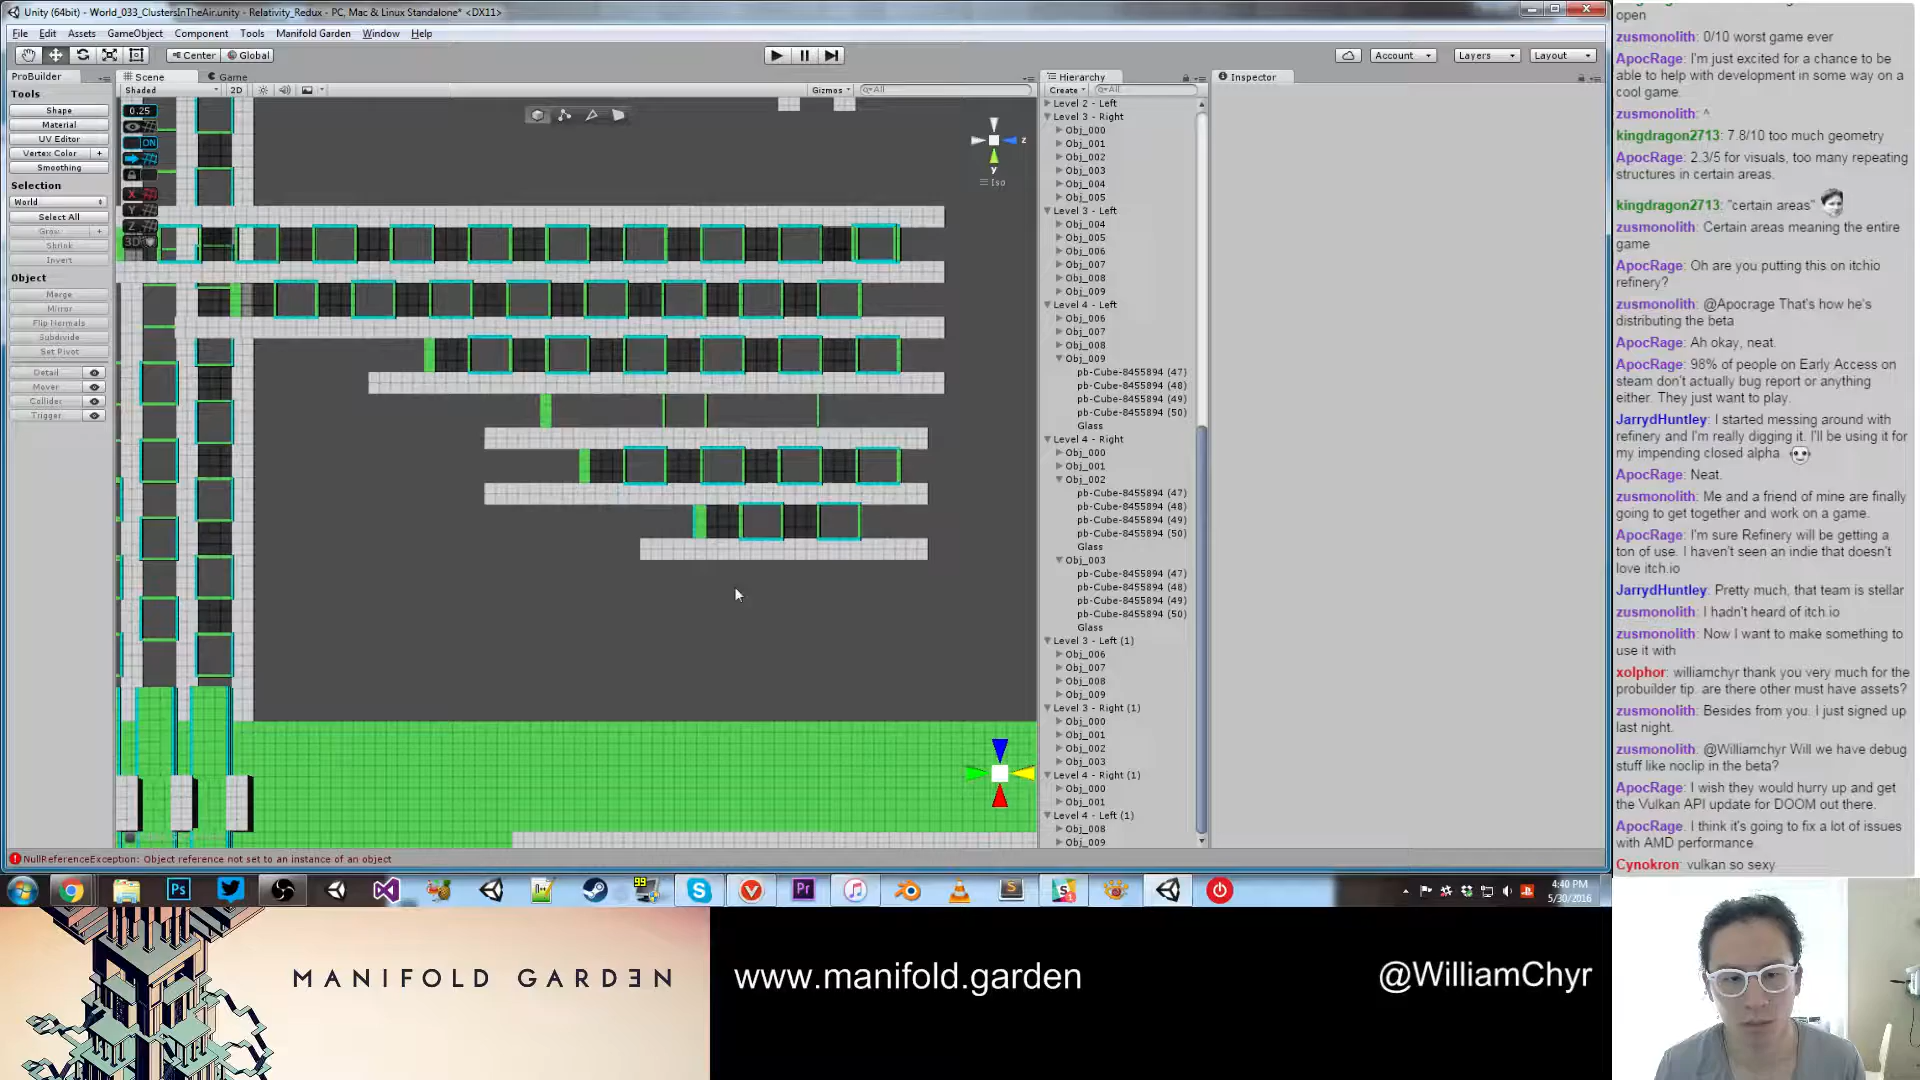 Unity (64bit) - World_033_ClustersInTheAir.unity - Relativity_Redux - PC, Mac & Linux Standalone* <DX11>
File Edit Assets GameObject Component Tools Manifold Garden Window Help
Center Global Account Layers Layout
ProBuilder Scene Game Hierarchy Inspector
Shaded 2D Gizmos All Create All
Tools
Shape
Material
UV Editor
Vertex Color +
Smoothing
Selection
World
Select All
Grow +
Shrink
Invert
Object
Merge
Mirror
Flip Normals
Subdivide
Set Pivot
Detail
Mover
Collider
Trigger
0.25
ON
X
Y
Z
3D
z
y
Iso
Level 2 - Left
Level 3 - Right
Obj_000
Obj_001
Obj_002
Obj_003
Obj_004
Obj_005
Level 3 - Left
Obj_004
Obj_005
Obj_006
Obj_007
Obj_008
Obj_009
Level 4 - Left
Obj_006
Obj_007
Obj_008
Obj_009
pb-Cube-8455894 (47)
pb-Cube-8455894 (48)
pb-Cube-8455894 (49)
pb-Cube-8455894 (50)
Glass
Level 4 - Right
Obj_000
Obj_001
Obj_002
pb-Cube-8455894 (47)
pb-Cube-8455894 (48)
pb-Cube-8455894 (49)
pb-Cube-8455894 (50)
Glass
Obj_003
pb-Cube-8455894 (47)
pb-Cube-8455894 (48)
pb-Cube-8455894 (49)
pb-Cube-8455894 (50)
Glass
Level 3 - Left (1)
Obj_006
Obj_007
Obj_008
Obj_009
Level 3 - Right (1)
Obj_000
Obj_001
Obj_002
Obj_003
Level 4 - Right (1)
Obj_000
Obj_001
Level 4 - Left (1)
Obj_008
Obj_009
NullReferenceException: Object reference not set to an instance of an object
4:40 PM
5/30/2016
open
zusmonolith: 0/10 worst game ever
ApocRage: I'm just excited for a chance to be
able to help with development in some way on a
cool game.
zusmonolith: ^
kingdragon2713: 7.8/10 too much geometry
ApocRage: 2.3/5 for visuals, too many repeating
structures in certain areas.
kingdragon2713: "certain areas"
zusmonolith: Certain areas meaning the entire
game
ApocRage: Oh are you putting this on itchio
refinery?
zusmonolith: @Apocrage That's how he's
distributing the beta
ApocRage: Ah okay, neat.
ApocRage: 98% of people on Early Access on
steam don't actually bug report or anything
either. They just want to play.
JarrydHuntley: I started messing around with
refinery and I'm really digging it. I'll be using it for
my impending closed alpha
ApocRage: Neat.
zusmonolith: Me and a friend of mine are finally
going to get together and work on a game.
ApocRage: I'm sure Refinery will be getting a
ton of use. I haven't seen an indie that doesn't
love itch.io
JarrydHuntley: Pretty much, that team is stellar
zusmonolith: I hadn't heard of itch.io
zusmonolith: Now I want to make something to
use it with
xolphor: williamchyr thank you very much for the
probuilder tip. are there other must have assets?
zusmonolith: Besides from you. I just signed up
last night.
zusmonolith: @Williamchyr Will we have debug
stuff like noclip in the beta?
ApocRage: I wish they would hurry up and get
the Vulkan API update for DOOM out there.
ApocRage: I think it's going to fix a lot of issues
with AMD performance
Cynokron: vulkan so sexy
MANIFOLD GARDƎN
www.manifold.garden
@WilliamChyr